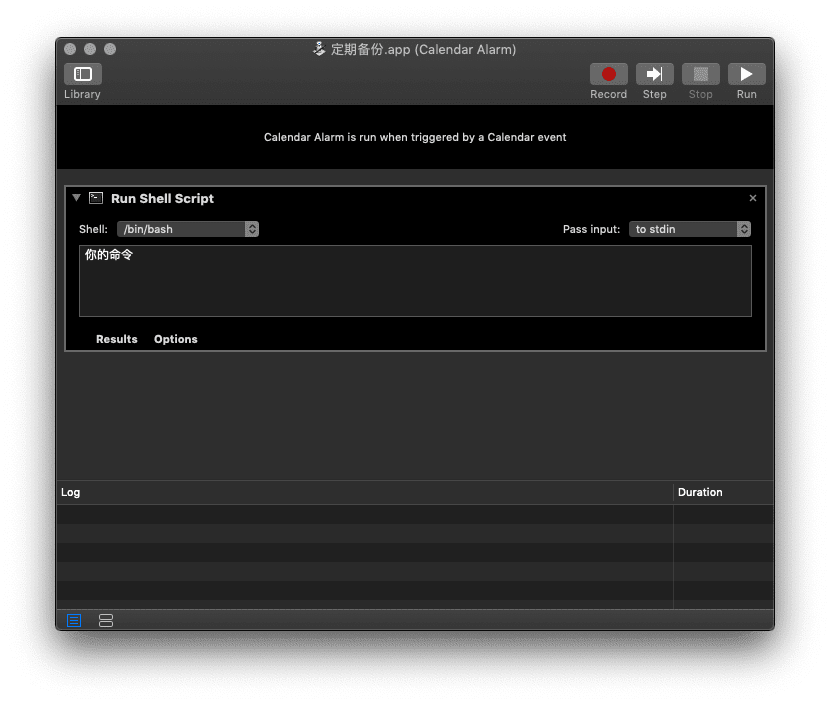 定期备份.app (Calendar Alarm)
Library
Record Step Stop Run
Calendar Alarm is run when triggered by a Calendar event
Run Shell Script
Shell: /bin/bash Pass input: to stdin
你的命令
Results Options
Log Duration